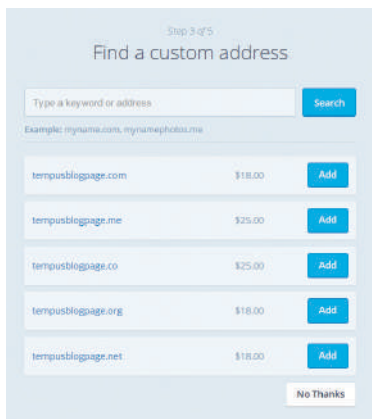 Step 3 of 5
Find a custom address
Type a keyword or address
Search
Example: myname.com, mynamephotos.me
tempusblogpage.com $18.00 Add
tempusblogpage.me $25.00 Add
tempusblogpage.co $25.00 Add
tempusblogpage.org $18.00 Add
tempusblogpage.net $18.00 Add
No Thanks